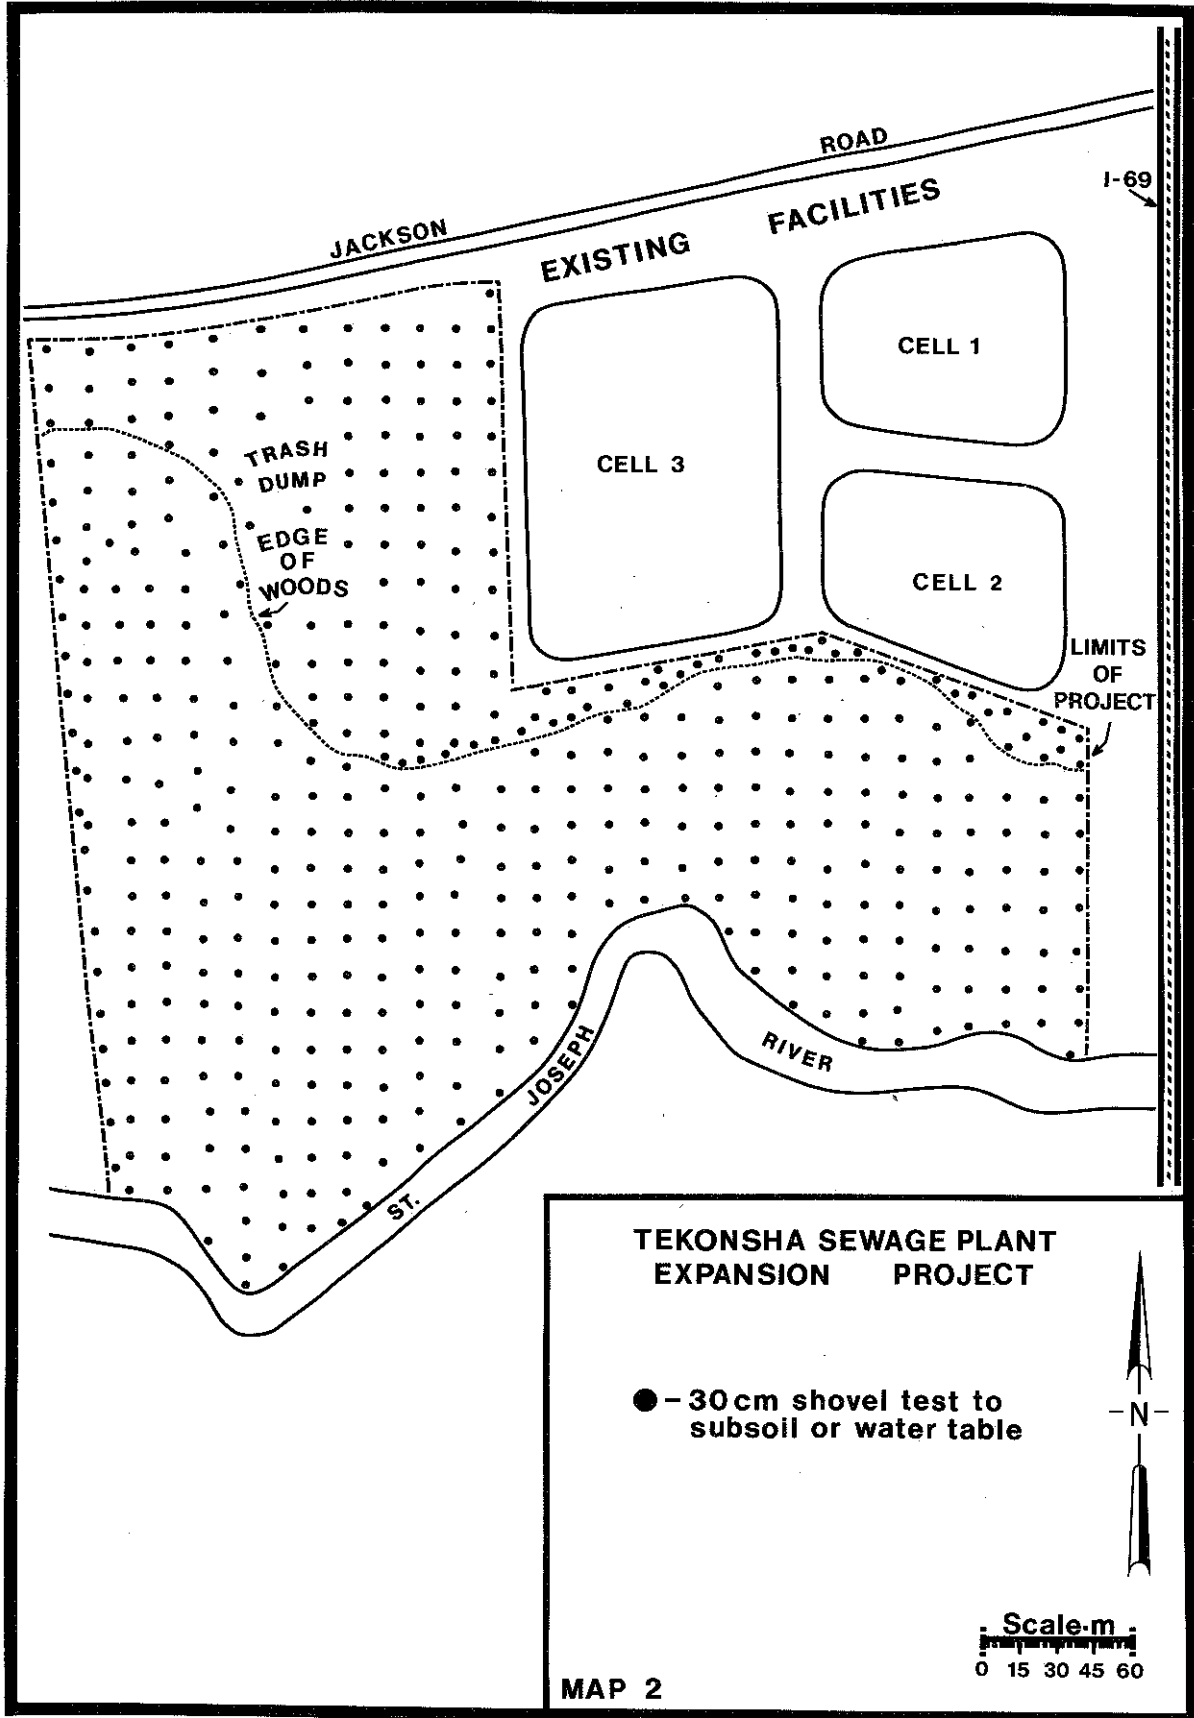 ROAD
I-69
JACKSON
EXISTING FACILITIES
CELL 1
TRASH
DUMP
CELL 3
EDGE
OF
WOODS
CELL 2
LIMITS
OF
PROJECT
ST. JOSEPH RIVER
TEKONSHA SEWAGE PLANT
EXPANSION PROJECT
- 30 cm shovel test to
subsoil or water table
-N-
Scale-m
0 15 30 45 60
MAP 2